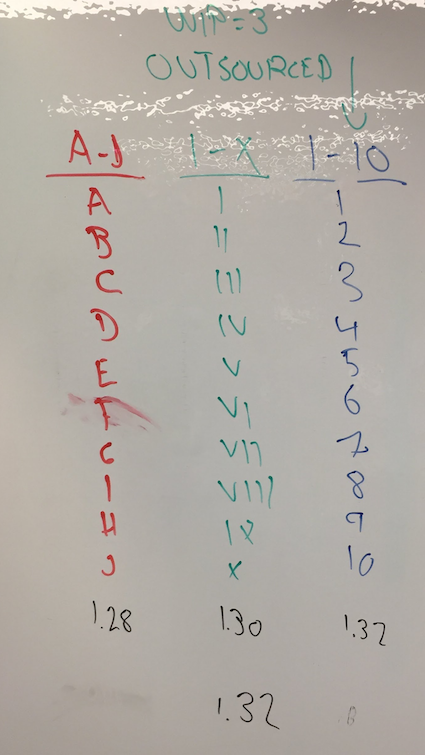 WIP=3
OUTSOURCED
A-J I-X 1-10
A I 1
B II 2
C III 3
D IV 4
E V 5
F VI 6
G VII 7
I VIII 8
H IX 9
J X 10
1.28 1.30 1.32
1.32